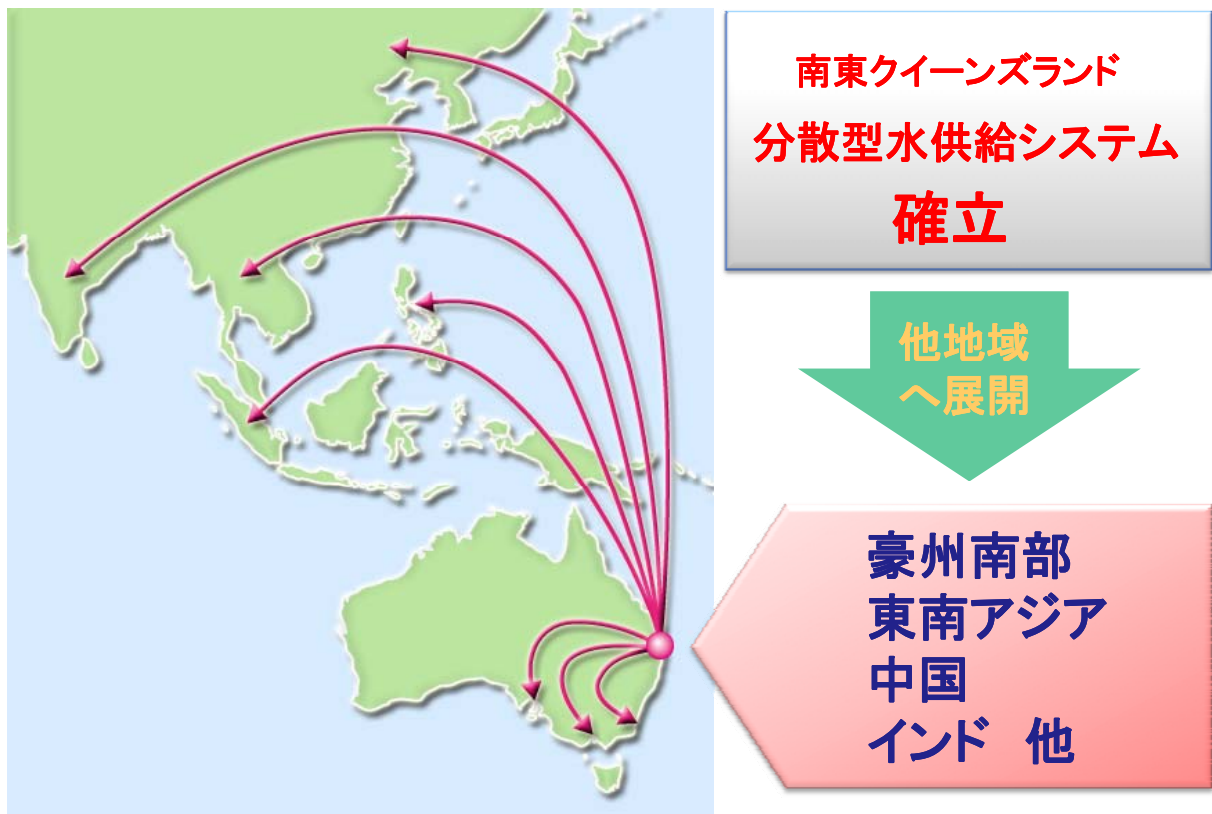 南東クイーンズランド
分散型水供給システム
確立
他地域
へ展開
豪州南部
東南アジア
中国
インド　他